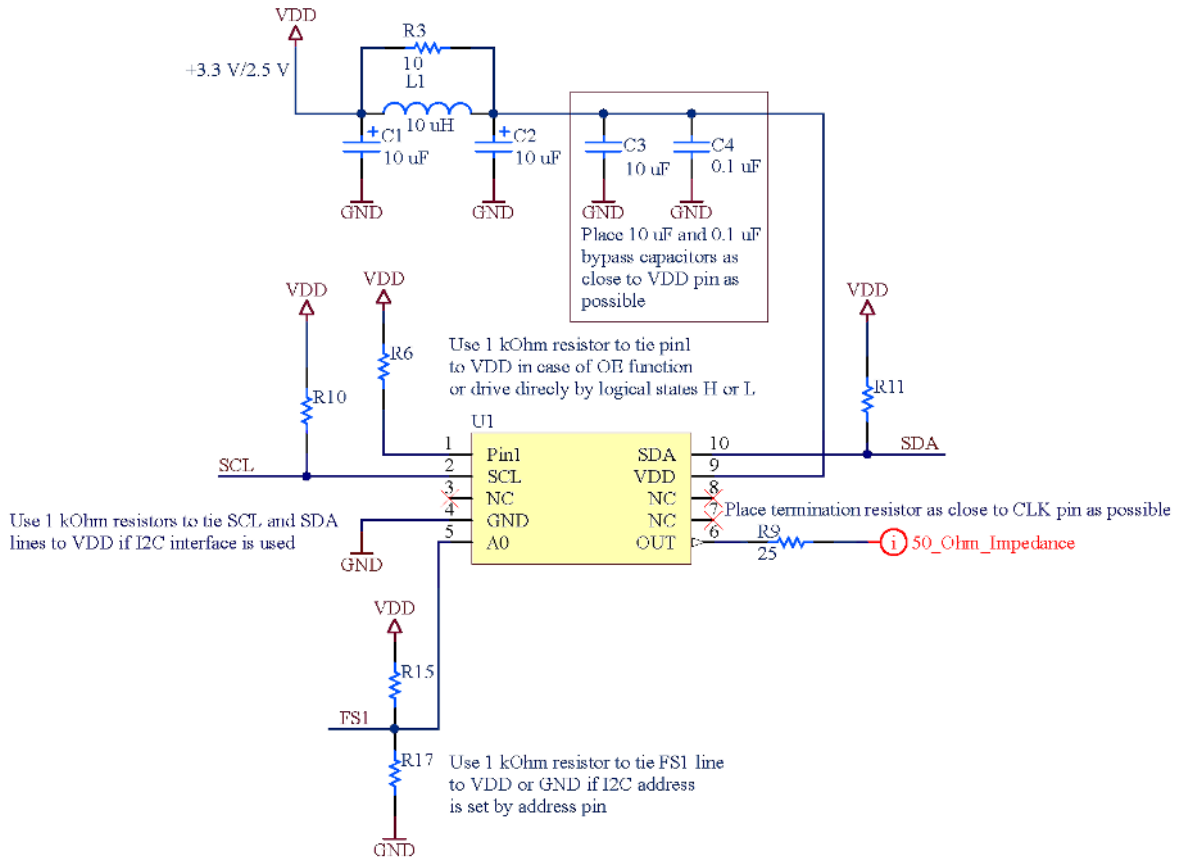 VDD
+3.3 V/2.5 V
R3
10
L1
10 uH
C1
10 uF
C2
10 uF
C3
10 uF
C4
0.1 uF
GND
GND
GND
GND
Place 10 uF and 0.1 uF
bypass capacitors as
close to VDD pin as
possible
VDD
VDD
VDD
R6
R10
R11
Use 1 kOhm resistor to tie pin1
to VDD in case of OE function
or drive direcly by logical states H or L
U1
1 Pin1
2 SCL
3 NC
4 GND
5 A0
SDA 10
VDD 9
NC 8
NC 7
OUT 6
SCL
SDA
Use 1 kOhm resistors to tie SCL and SDA
lines to VDD if I2C interface is used
GND
Place termination resistor as close to CLK pin as possible
R9
25
i 50_Ohm_Impedance
VDD
R15
FS1
R17
GND
Use 1 kOhm resistor to tie FS1 line
to VDD or GND if I2C address
is set by address pin